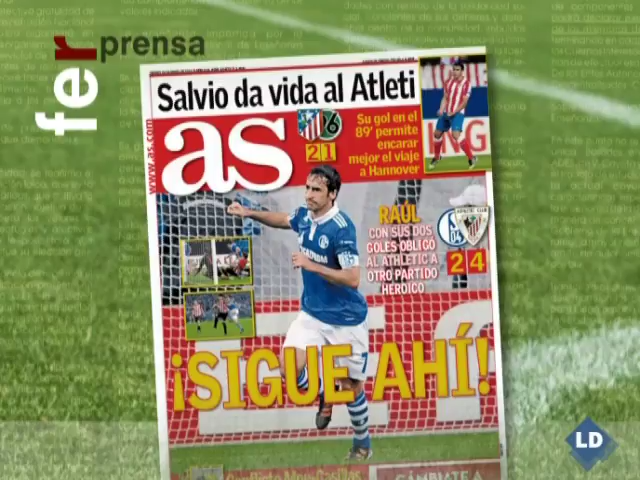 fer prensa
Salvio da vida al Atleti
www.as.com
as
2 1
Su gol en el
89' permite
encarar
mejor el viaje
a Hannover
RAÚL
CON SUS DOS
GOLES OBLIGÓ
AL ATHLETIC A
OTRO PARTIDO
HEROICO
S 04
2 4
¡SIGUE AHÍ!
CÁMBIATE A
LD